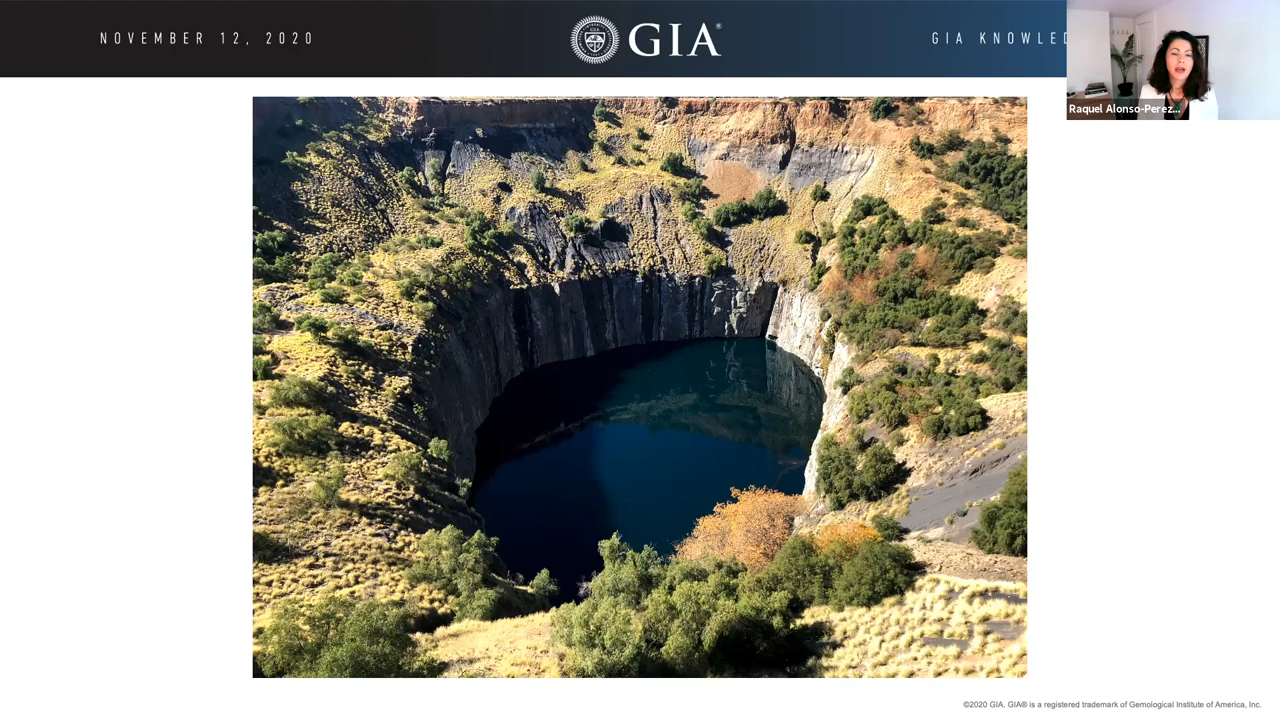 NOVEMBER 12, 2020
GIA®
GIA KNOWLED
Raquel Alonso-Perez...
©2020 GIA. GIA® is a registered trademark of Gemological Institute of America, Inc.